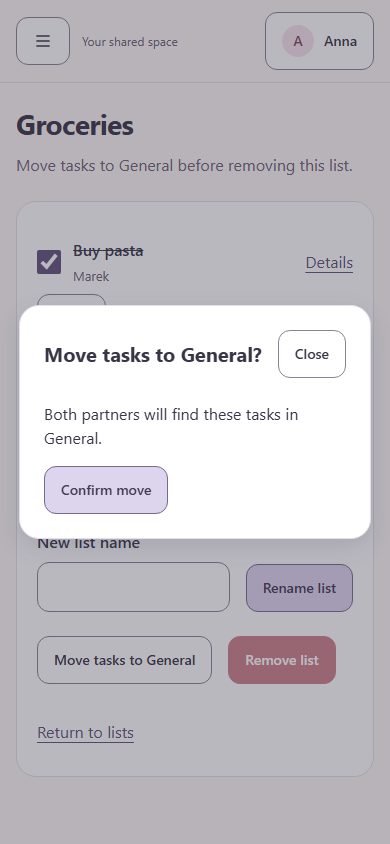 Your shared space
A
Anna
Groceries
Move tasks to General before removing this list.
Buy pasta
Marek
Details
Move tasks to General?
Close
Both partners will find these tasks in
General.
Confirm move
New list name
Rename list
Move tasks to General
Remove list
Return to lists